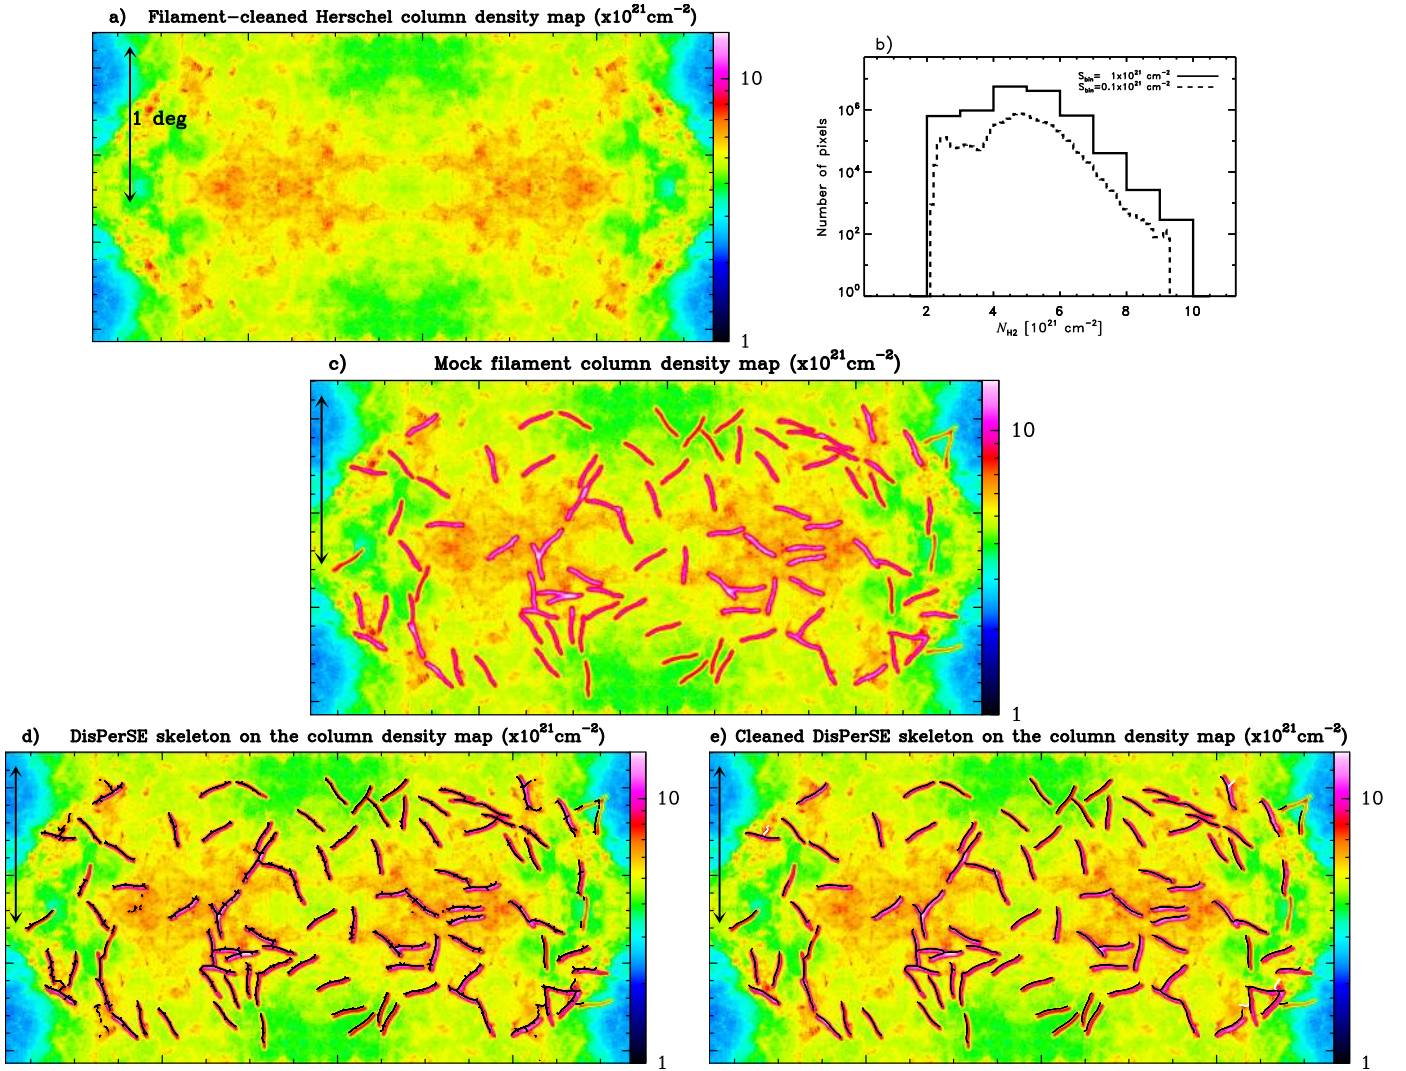 a) Filament-cleaned Herschel column density map (x10²¹cm⁻²)
1 deg
10
1
b)
S_bin= 1x10²¹ cm⁻²
S_bin=0.1x10²¹ cm⁻²
Number of pixels
10⁶
10⁴
10²
10⁰
2 4 6 8 10
N_H2 [10²¹ cm⁻²]
c) Mock filament column density map (x10²¹cm⁻²)
10
1
d) DisPerSE skeleton on the column density map (x10²¹cm⁻²)
10
1
e) Cleaned DisPerSE skeleton on the column density map (x10²¹cm⁻²)
10
1